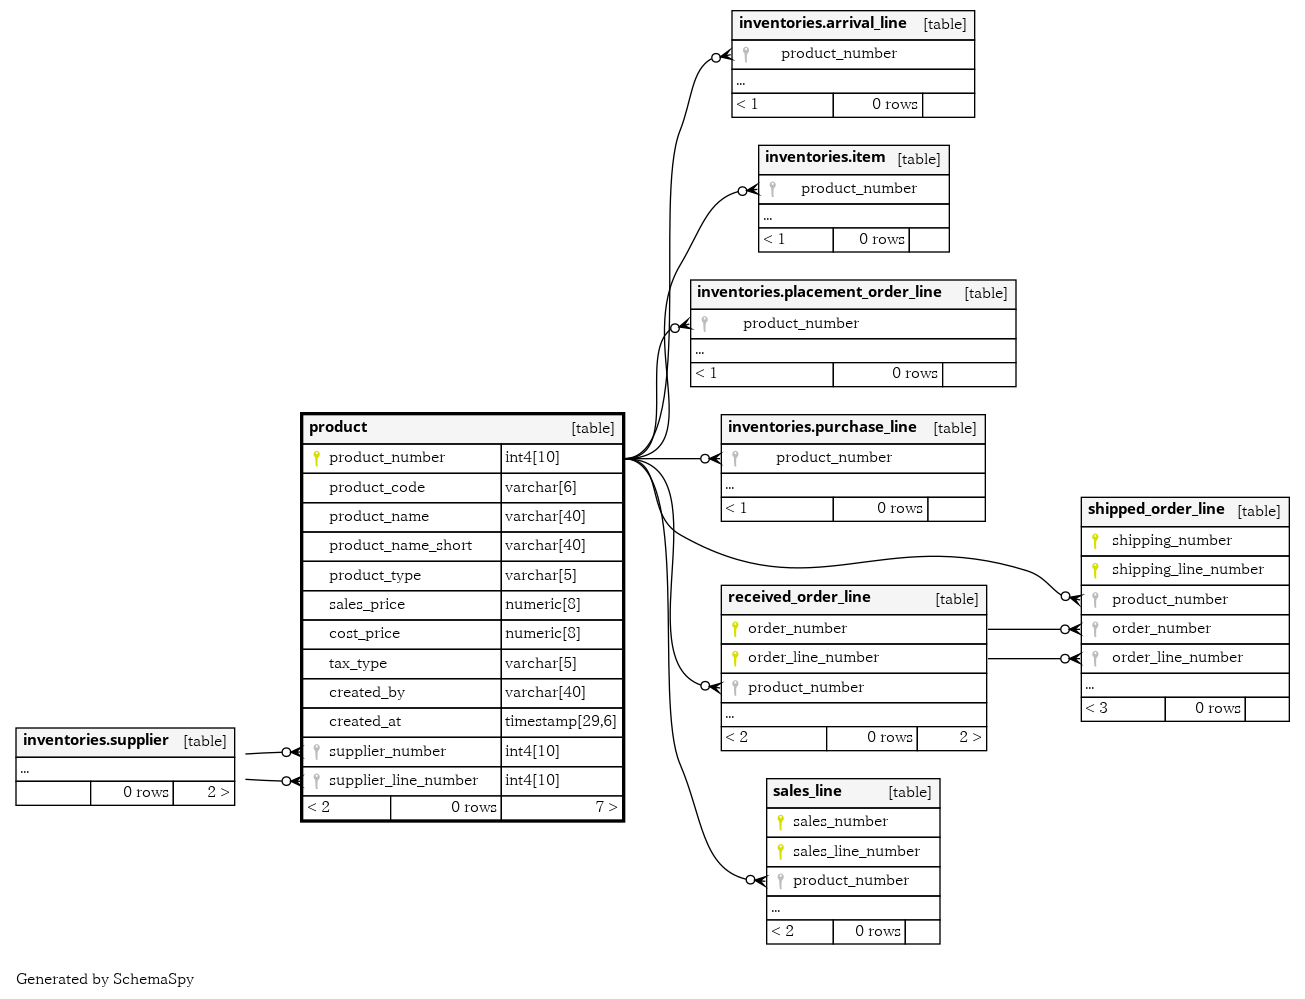 inventories.arrival_line [table]
product_number
...
< 1 0 rows
inventories.item [table]
product_number
...
< 1 0 rows
inventories.placement_order_line [table]
product_number
...
< 1 0 rows
inventories.purchase_line [table]
product_number
...
< 1 0 rows
product [table]
product_number int4[10]
product_code varchar[6]
product_name varchar[40]
product_name_short varchar[40]
product_type varchar[5]
sales_price numeric[8]
cost_price numeric[8]
tax_type varchar[5]
created_by varchar[40]
created_at timestamp[29,6]
supplier_number int4[10]
supplier_line_number int4[10]
< 2 0 rows 7 >
shipped_order_line [table]
shipping_number
shipping_line_number
product_number
order_number
order_line_number
...
< 3 0 rows
received_order_line [table]
order_number
order_line_number
product_number
...
< 2 0 rows 2 >
inventories.supplier [table]
...
0 rows 2 >
sales_line [table]
sales_number
sales_line_number
product_number
...
< 2 0 rows
Generated by SchemaSpy